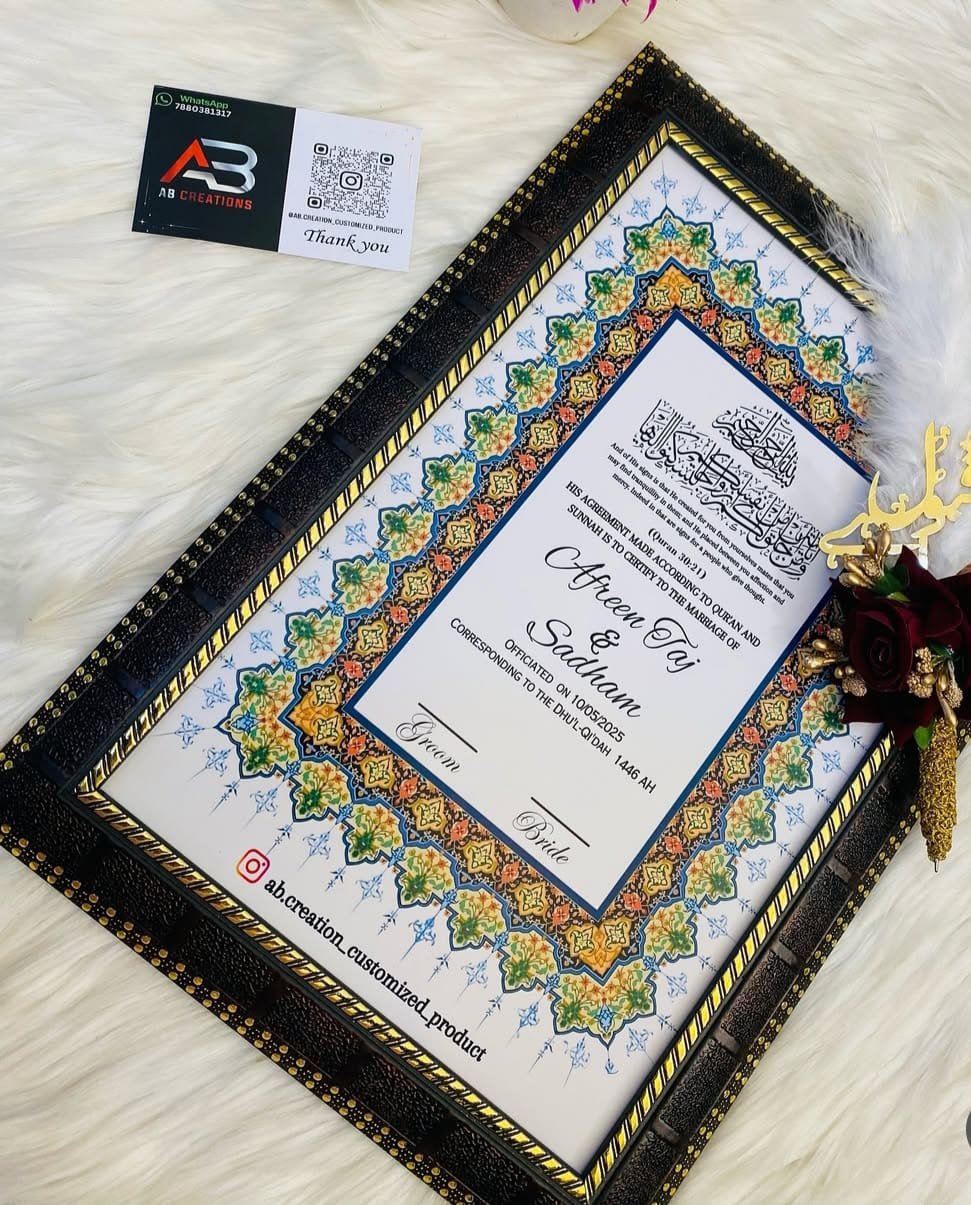 WhatsApp
7880381317
AB
AB CREATIONS
@AB.CREATION_CUSTOMIZED_PRODUCT
Thank you
بسم الله الرحمن الرحيم
And of His signs is that He created for you from yourselves mates that you
may find tranquillity in them; and He placed between you affection and
mercy. Indeed in that are signs for a people who give thought.
(Quran 30:21)
HIS AGREEMENT MADE ACCORDING TO QUR'AN AND
SUNNAH IS TO CERTIFY TO THE MARRIAGE OF
Afreen Taj
&
Sadham
OFFICIATED ON 10/05/2025
CORRESPONDING TO THE DHU'L-QI'DAH 1446 AH
Groom
Bride
ab.creation_customized_product